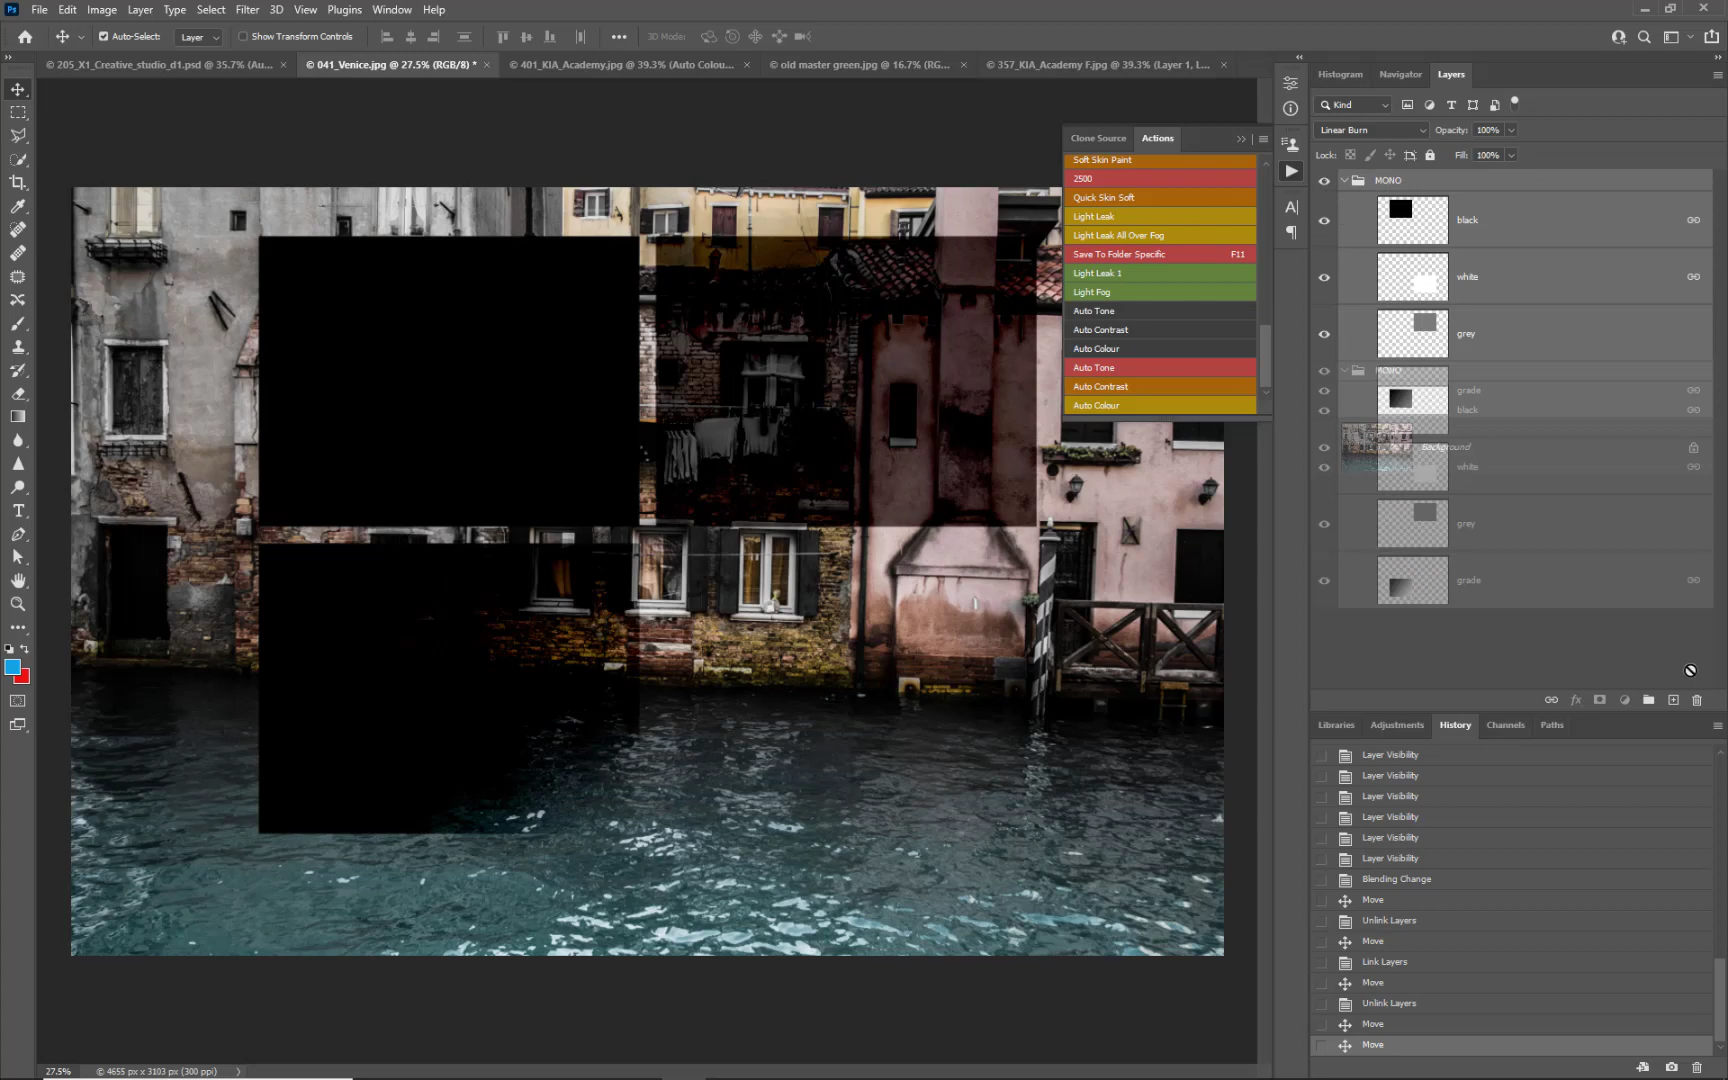 Ps File Edit Image Layer Type Select Filter 3D View Plugins Window Help
Auto-Select: Layer Show Transform Controls 3D Mode:
© 205_X1_Creative_studio_d1.psd @ 35.7% (Au... × © 041_Venice.jpg @ 27.5% (RGB/8) * × © 401_KIA_Academy.jpg @ 39.3% (Auto Colou... × © old master green.jpg @ 16.7% (RG... × © 357_KIA_Academy F.jpg @ 39.3% (Layer 1, L... ×
Histogram Navigator Layers
Kind
Linear Burn Opacity: 100%
Lock: Fill: 100%
MONO
black
white
grey
MONO
grade
black
Background
white
grey
grade
Clone Source Actions
Soft Skin Paint
2500
Quick Skin Soft
Light Leak
Light Leak All Over Fog
Save To Folder Specific F11
Light Leak 1
Light Fog
Auto Tone
Auto Contrast
Auto Colour
Auto Tone
Auto Contrast
Auto Colour
Libraries Adjustments History Channels Paths
Layer Visibility
Layer Visibility
Layer Visibility
Layer Visibility
Layer Visibility
Layer Visibility
Blending Change
Move
Unlink Layers
Move
Link Layers
Move
Unlink Layers
Move
Move
27.5% © 4655 px x 3103 px (300 ppi)